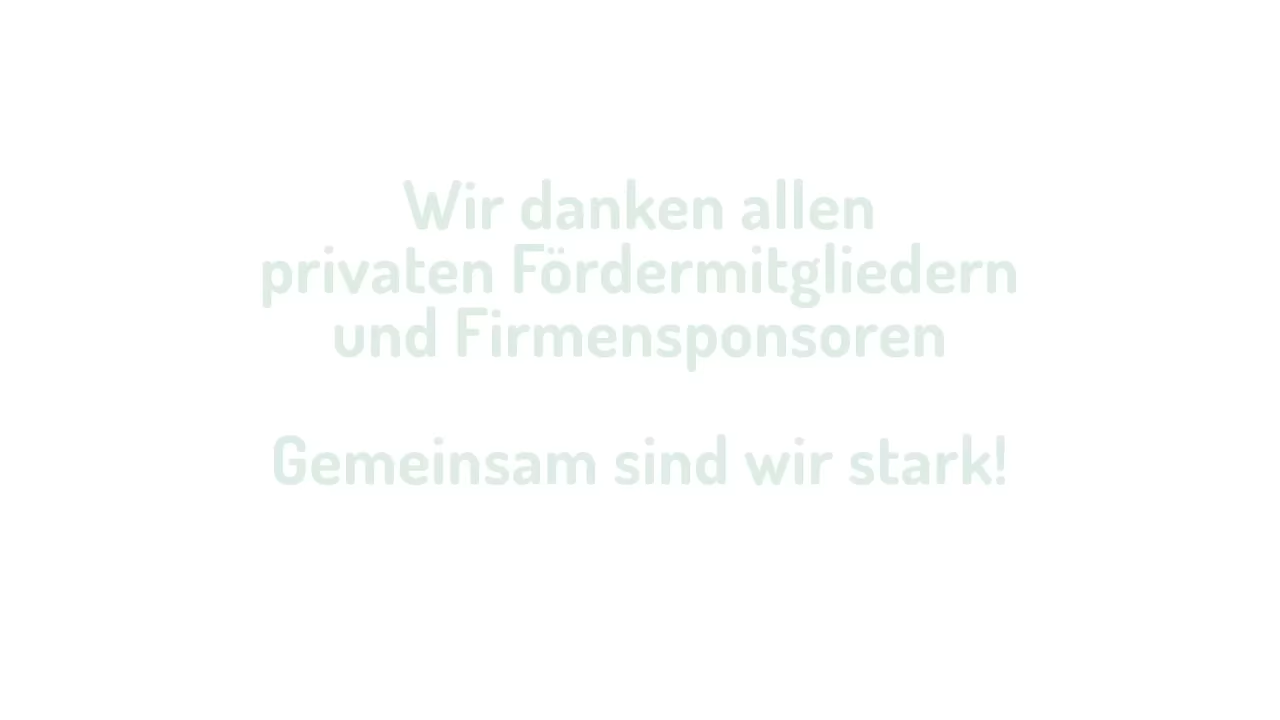 Wir danken allen
privaten Fördermitgliedern
und Firmensponsoren
Gemeinsam sind wir stark!